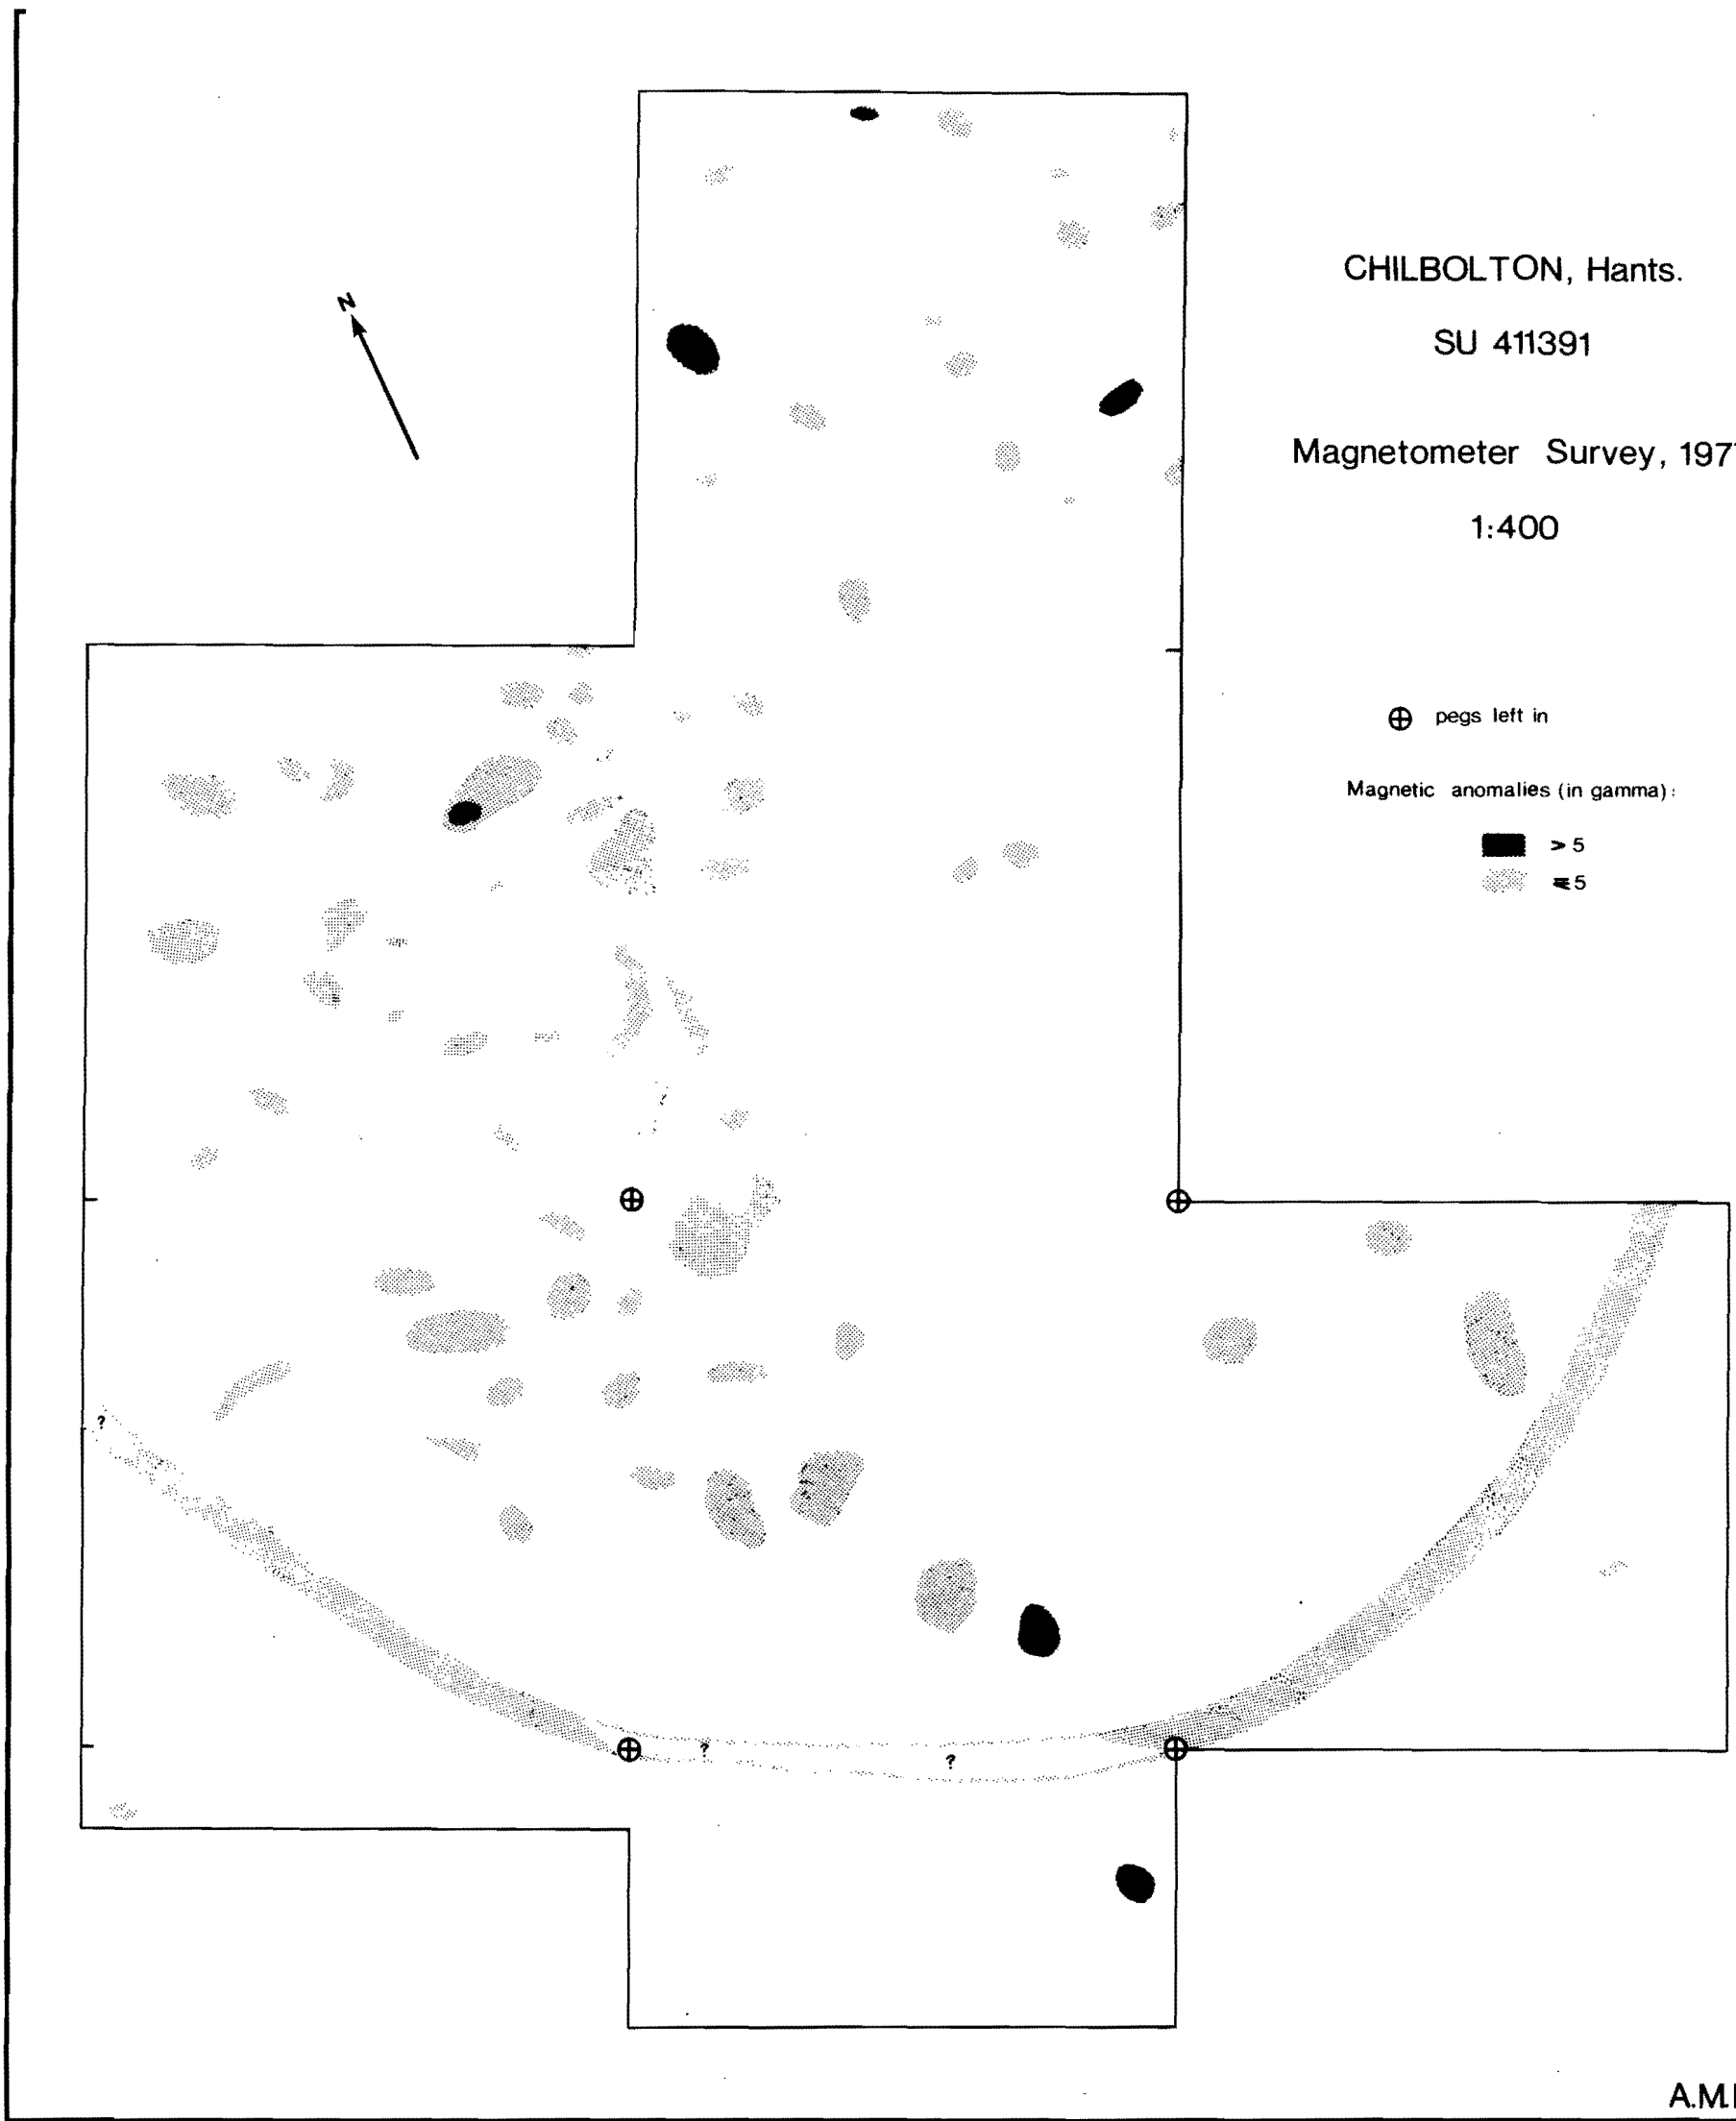 N
CHILBOLTON, Hants.
SU 411391
Magnetometer Survey, 197
1:400
⊕ pegs left in
Magnetic anomalies (in gamma) :
> 5
≤ 5
?
?
?
A.M.